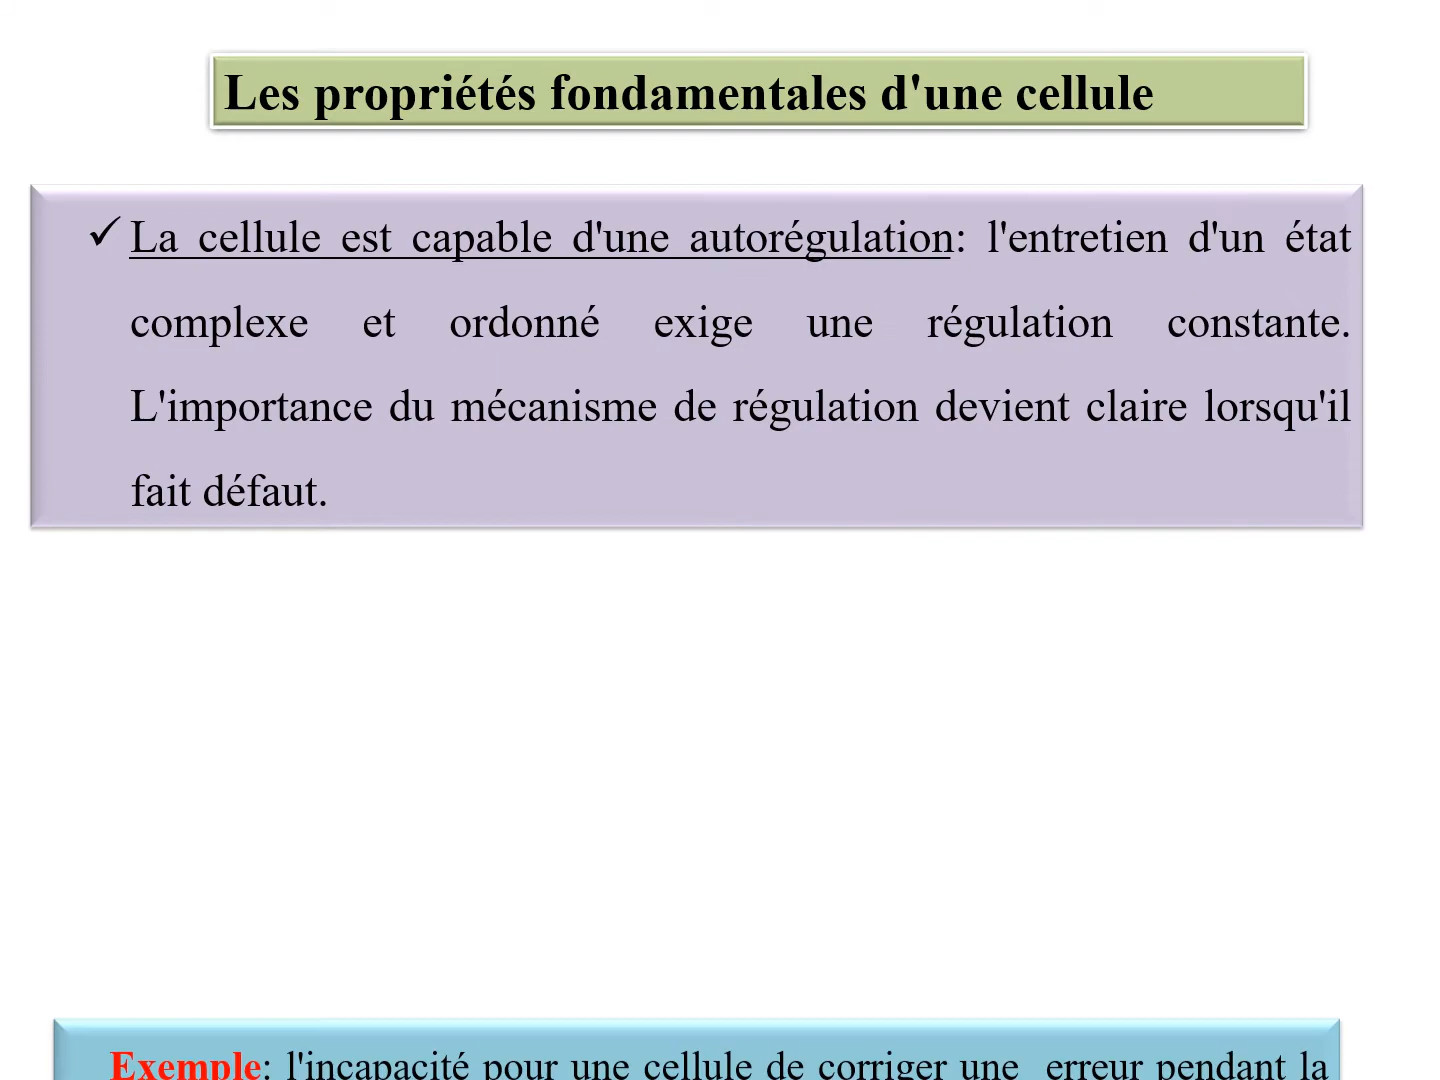 Les propriétés fondamentales d'une cellule
✓ La cellule est capable d'une autorégulation: l'entretien d'un état
complexe et ordonné exige une régulation constante.
L'importance du mécanisme de régulation devient claire lorsqu'il
fait défaut.
Exemple: l'incapacité pour une cellule de corriger une erreur pendant la